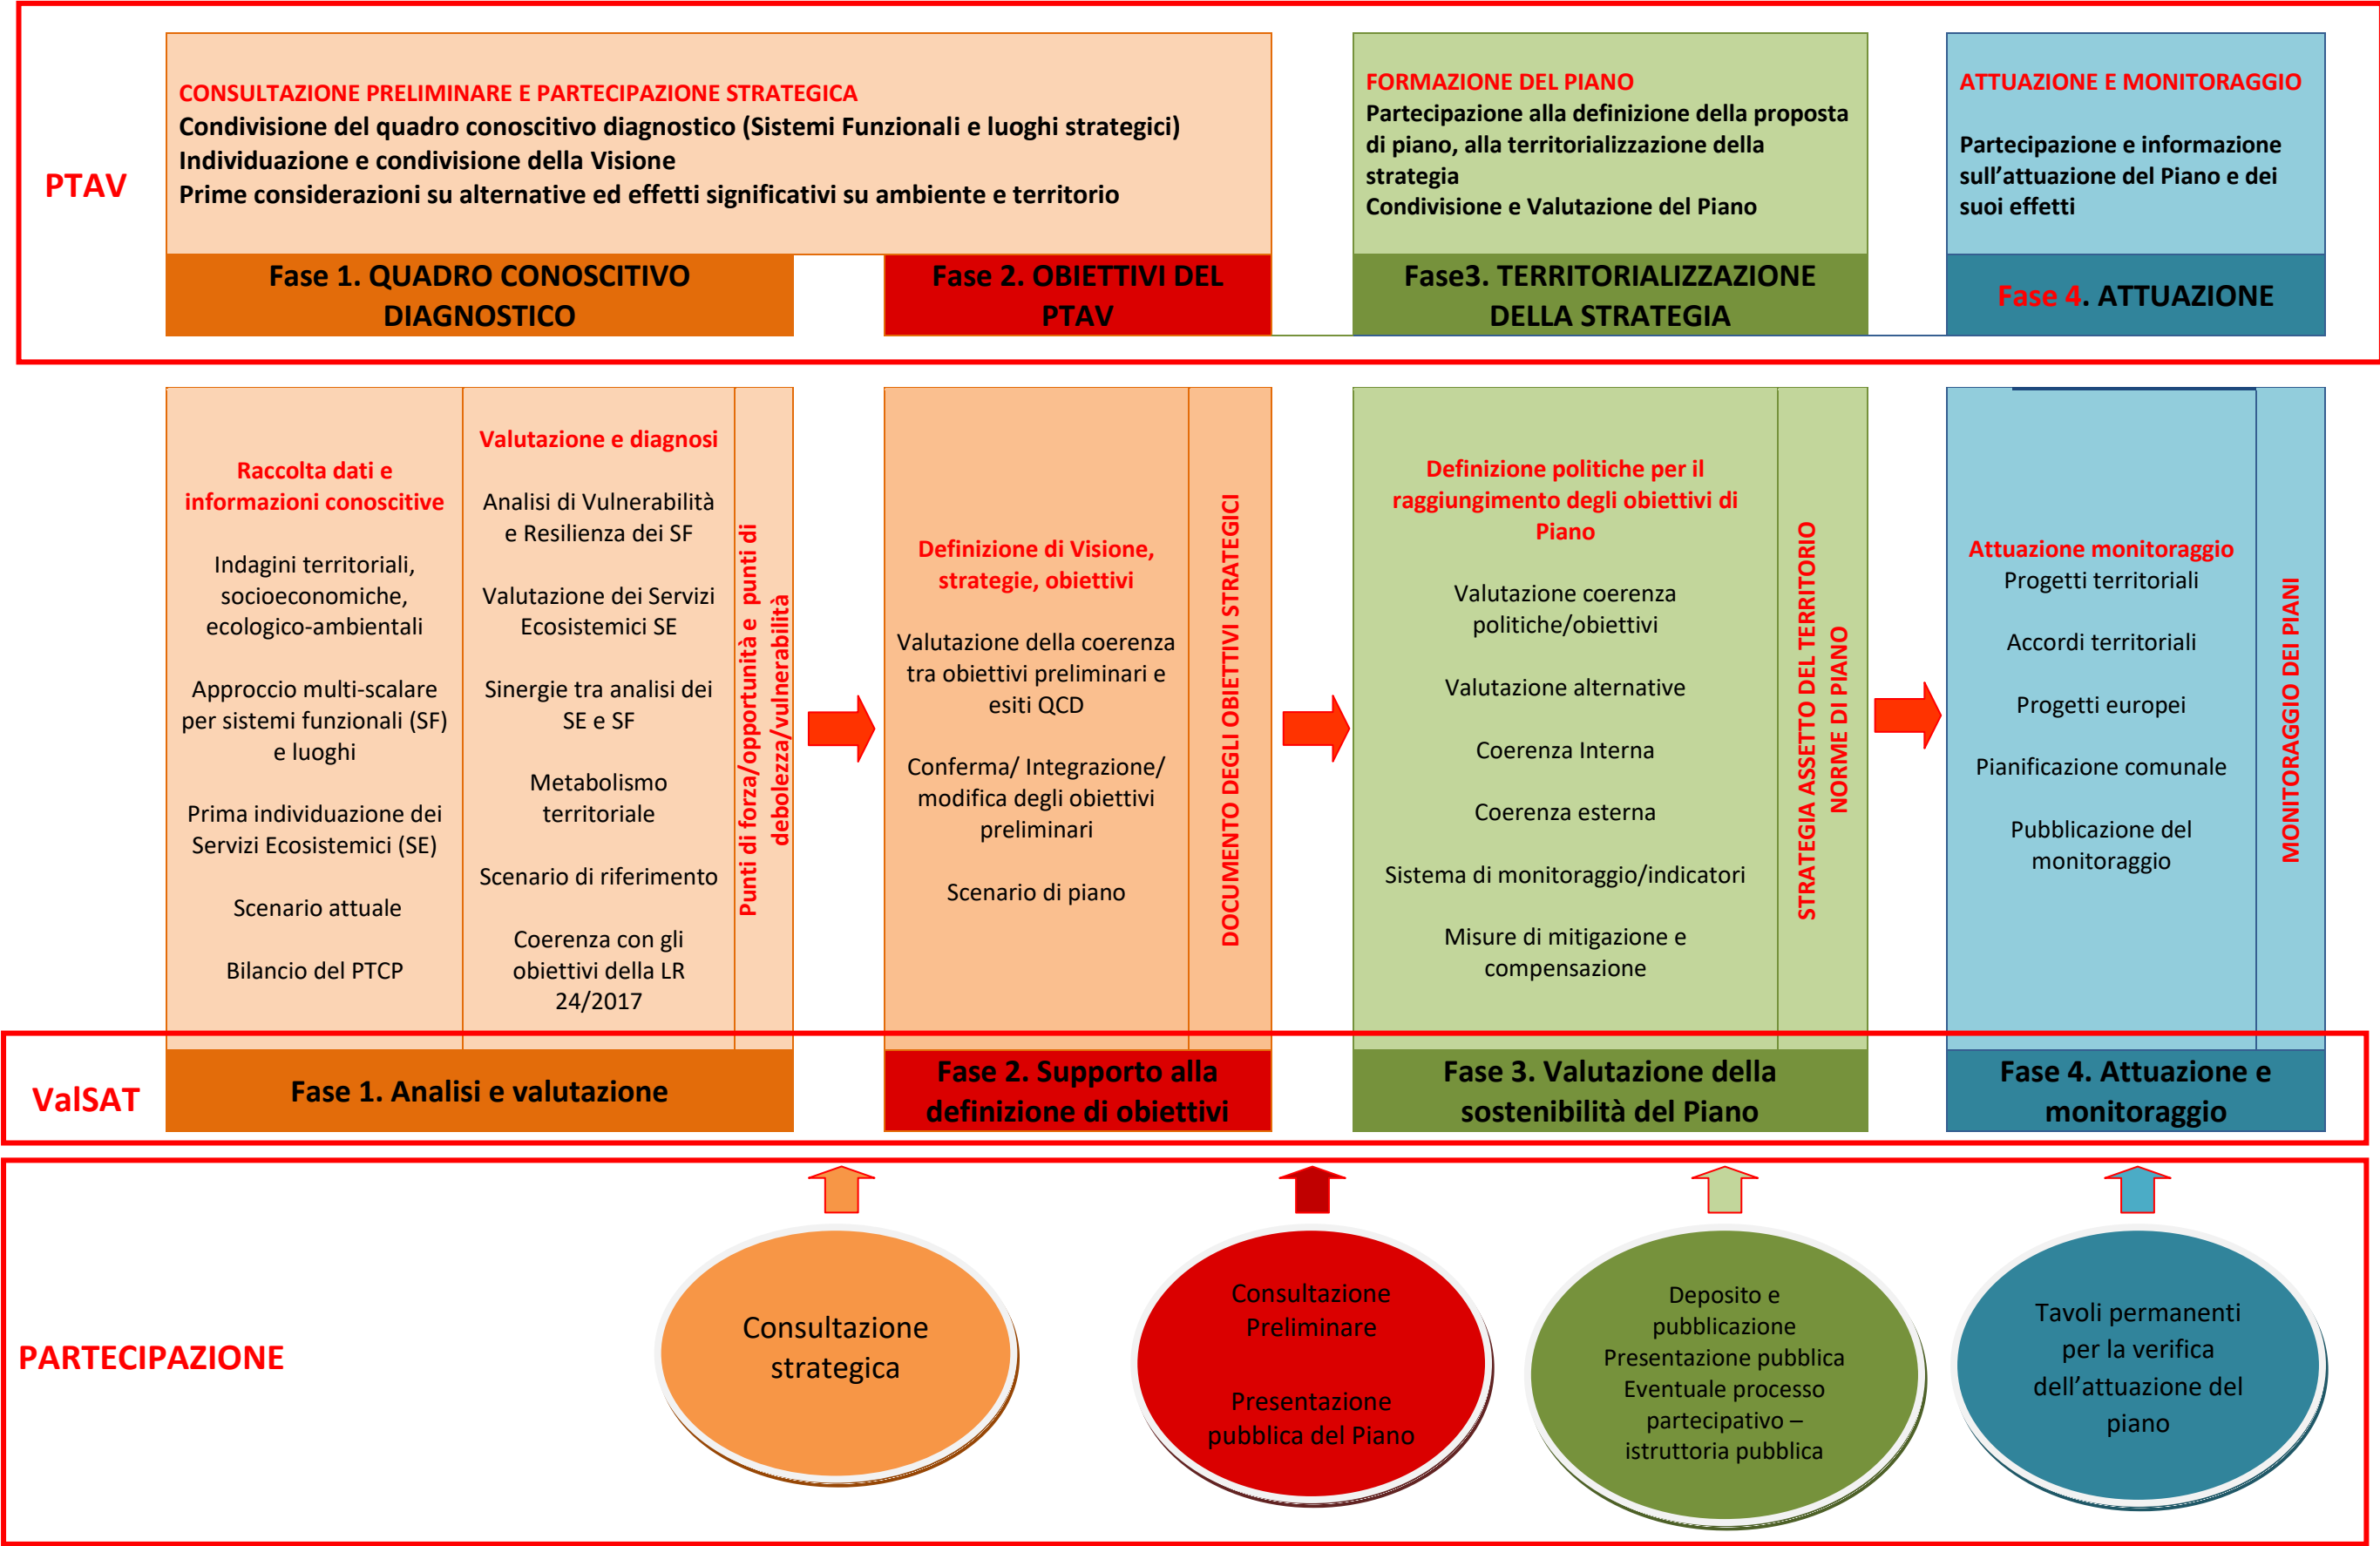 PTAV
CONSULTAZIONE PRELIMINARE E PARTECIPAZIONE STRATEGICA
Condivisione del quadro conoscitivo diagnostico (Sistemi Funzionali e luoghi strategici)
Individuazione e condivisione della Visione
Prime considerazioni su alternative ed effetti significativi su ambiente e territorio
FORMAZIONE DEL PIANO
Partecipazione alla definizione della proposta
di piano, alla territorializzazione della
strategia
Condivisione e Valutazione del Piano
ATTUAZIONE E MONITORAGGIO
Partecipazione e informazione
sull’attuazione del Piano e dei
suoi effetti
Fase 1. QUADRO CONOSCITIVO
DIAGNOSTICO
Fase 2. OBIETTIVI DEL
PTAV
Fase3. TERRITORIALIZZAZIONE
DELLA STRATEGIA
Fase 4. ATTUAZIONE
Raccolta dati e
informazioni conoscitive
Indagini territoriali,
socioeconomiche,
ecologico-ambientali
Approccio multi-scalare
per sistemi funzionali (SF)
e luoghi
Prima individuazione dei
Servizi Ecosistemici (SE)
Scenario attuale
Bilancio del PTCP
Valutazione e diagnosi
Analisi di Vulnerabilità
e Resilienza dei SF
Valutazione dei Servizi
Ecosistemici SE
Sinergie tra analisi dei
SE e SF
Metabolismo
territoriale
Scenario di riferimento
Coerenza con gli
obiettivi della LR
24/2017
Punti di forza/opportunità e punti di
debolezza/vulnerabilità
Definizione di Visione,
strategie, obiettivi
Valutazione della coerenza
tra obiettivi preliminari e
esiti QCD
Conferma/ Integrazione/
modifica degli obiettivi
preliminari
Scenario di piano
DOCUMENTO DEGLI OBIETTIVI STRATEGICI
Definizione politiche per il
raggiungimento degli obiettivi di
Piano
Valutazione coerenza
politiche/obiettivi
Valutazione alternative
Coerenza Interna
Coerenza esterna
Sistema di monitoraggio/indicatori
Misure di mitigazione e
compensazione
STRATEGIA ASSETTO DEL TERRITORIO
NORME DI PIANO
Attuazione monitoraggio
Progetti territoriali
Accordi territoriali
Progetti europei
Pianificazione comunale
Pubblicazione del
monitoraggio
MONITORAGGIO DEI PIANI
ValSAT
Fase 1. Analisi e valutazione
Fase 2. Supporto alla
definizione di obiettivi
Fase 3. Valutazione della
sostenibilità del Piano
Fase 4. Attuazione e
monitoraggio
PARTECIPAZIONE
Consultazione
strategica
Consultazione
Preliminare
Presentazione
pubblica del Piano
Deposito e
pubblicazione
Presentazione pubblica
Eventuale processo
partecipativo –
istruttoria pubblica
Tavoli permanenti
per la verifica
dell’attuazione del
piano